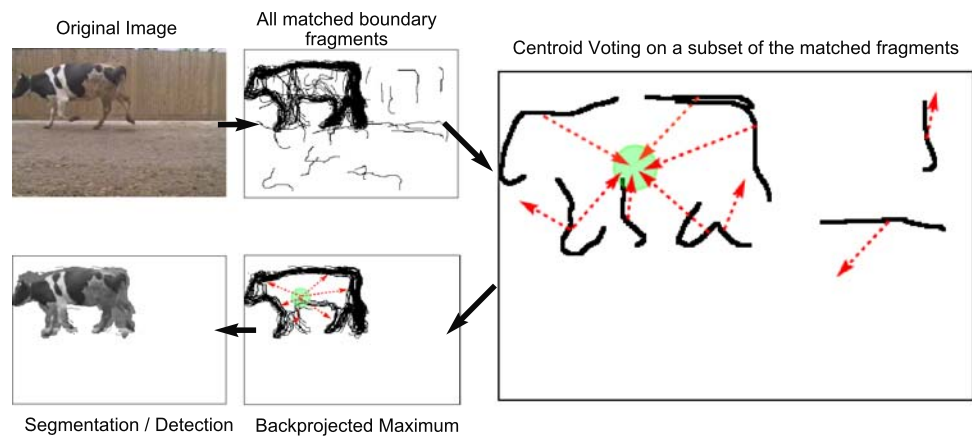 Original Image
All matched boundary
fragments
Centroid Voting on a subset of the matched fragments
Segmentation / Detection
Backprojected Maximum